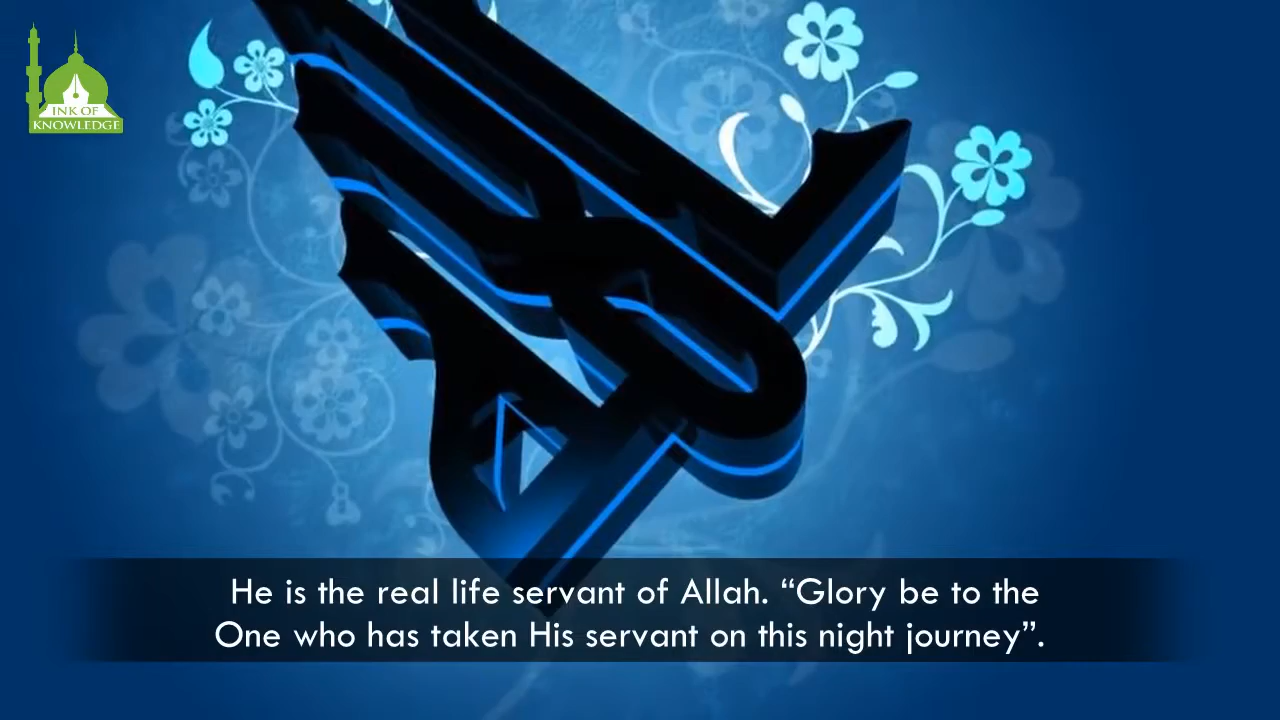 INK OF
KNOWLEDGE
He is the real life servant of Allah. “Glory be to the
One who has taken His servant on this night journey”.